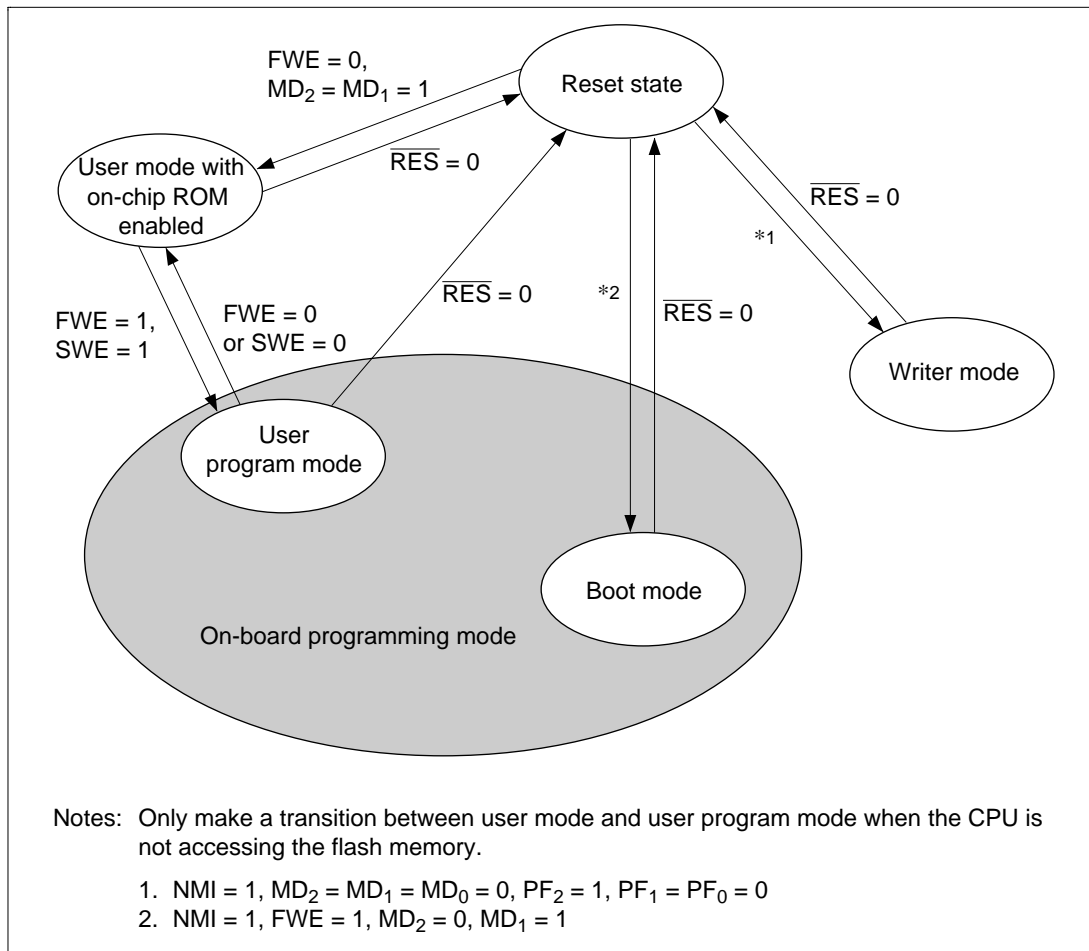 FWE = 0,
MD₂ = MD₁ = 1
Reset state
User mode with
on-chip ROM
enabled
R̅E̅S̅ = 0
R̅E̅S̅ = 0
*1
R̅E̅S̅ = 0
*2
R̅E̅S̅ = 0
FWE = 1,
SWE = 1
FWE = 0
or SWE = 0
Writer mode
User
program mode
Boot mode
On-board programming mode
Notes: Only make a transition between user mode and user program mode when the CPU is
not accessing the flash memory.
1. NMI = 1, MD₂ = MD₁ = MD₀ = 0, PF₂ = 1, PF₁ = PF₀ = 0
2. NMI = 1, FWE = 1, MD₂ = 0, MD₁ = 1